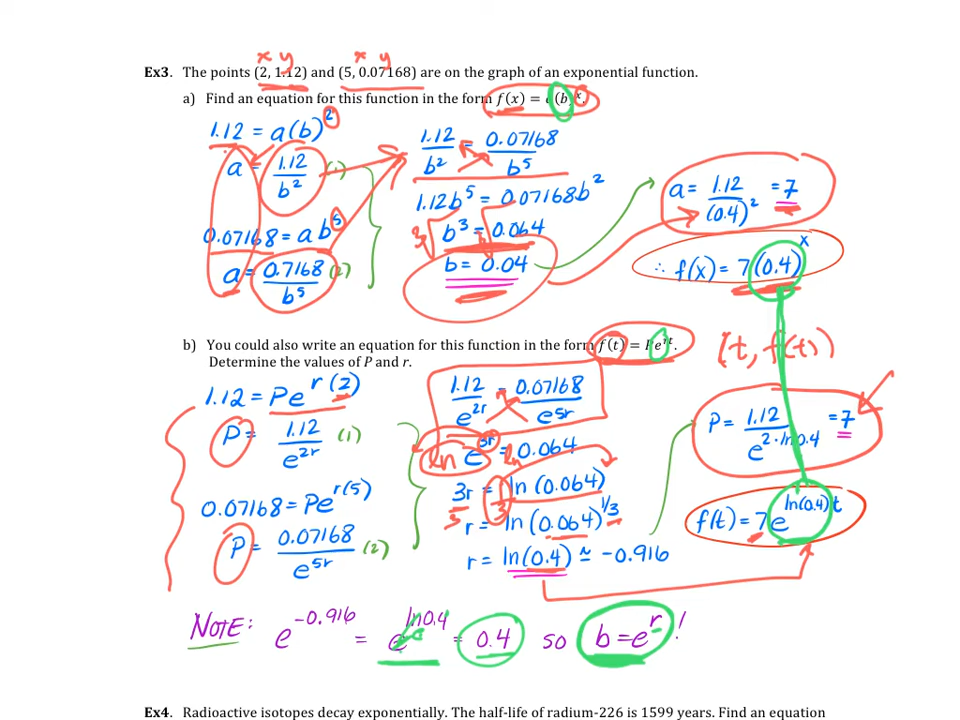 x y x y
Ex3. The points (2, 1.12) and (5, 0.07168) are on the graph of an exponential function.
a) Find an equation for this function in the form f(x) = a(b)^x.
1.12 = a(b)^2
a = 1.12/b^2 (1)
0.07168 = ab^5
a = 0.7168/b^5 (2)
1.12/b^2 = 0.07168/b^5
1.12b^5 = 0.07168b^2
3√ b^3 = 3√ 0.064
b = 0.04
a = 1.12/(0.4)^2 = 7
∴ f(x) = 7(0.4)^x
b) You could also write an equation for this function in the form f(t) = Pe^rt.
Determine the values of P and r.
(t, f(t))
1.12 = Pe^r(2)
P = 1.12/e^2r (1)
0.07168 = Pe^r(5)
P = 0.07168/e^5r (2)
1.12/e^2r = 0.07168/e^5r
ln e^3r = ln 0.064
3r/3 = 1/3 ln(0.064)
r = ln(0.064)^1/3
r = ln(0.4) ≃ -0.916
P = 1.12/e^2·ln0.4 = 7
f(t) = 7e^ln(0.4)t
NOTE: e^-0.916 = e^ln0.4 = 0.4 so b = e^r !
Ex4. Radioactive isotopes decay exponentially. The half-life of radium-226 is 1599 years. Find an equation